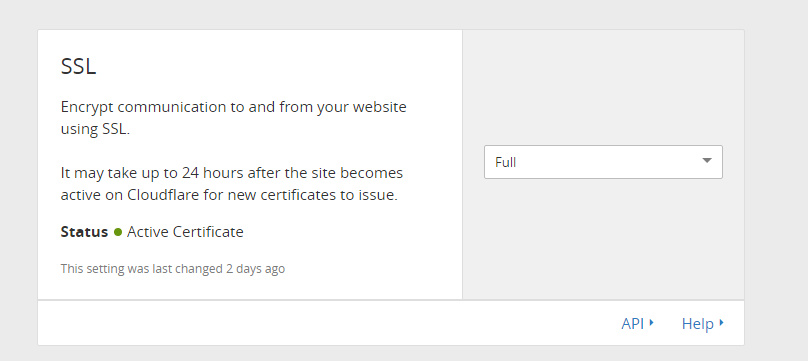 SSL
Encrypt communication to and from your website
using SSL.
It may take up to 24 hours after the site becomes
active on Cloudflare for new certificates to issue.
Status Active Certificate
This setting was last changed 2 days ago
Full
API
Help